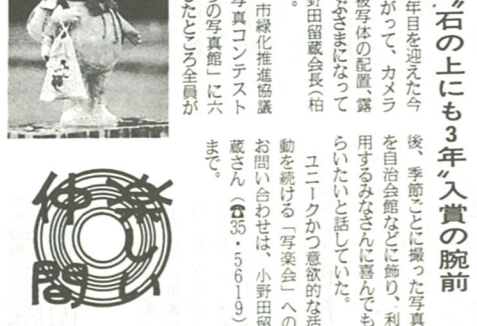 〝石の上にも3年〟入賞の腕前
年目を迎えた今
がって、カメラ
被写体の配置、露
ぶさまになって
野田留蔵会長（柏
市緑化推進協議
写真コンテスト
の写真館」に六
たところ全員が
後、季節ごとに撮った写真
を自治会館などに飾り、利
用するみなさんに喜んでも
らいたいと話していた。
ユニークかつ意欲的な活
動を続ける「写楽会」への
お問い合わせは、小野田留
蔵さん（☎35・5619）
まで。
楽しい
仲間